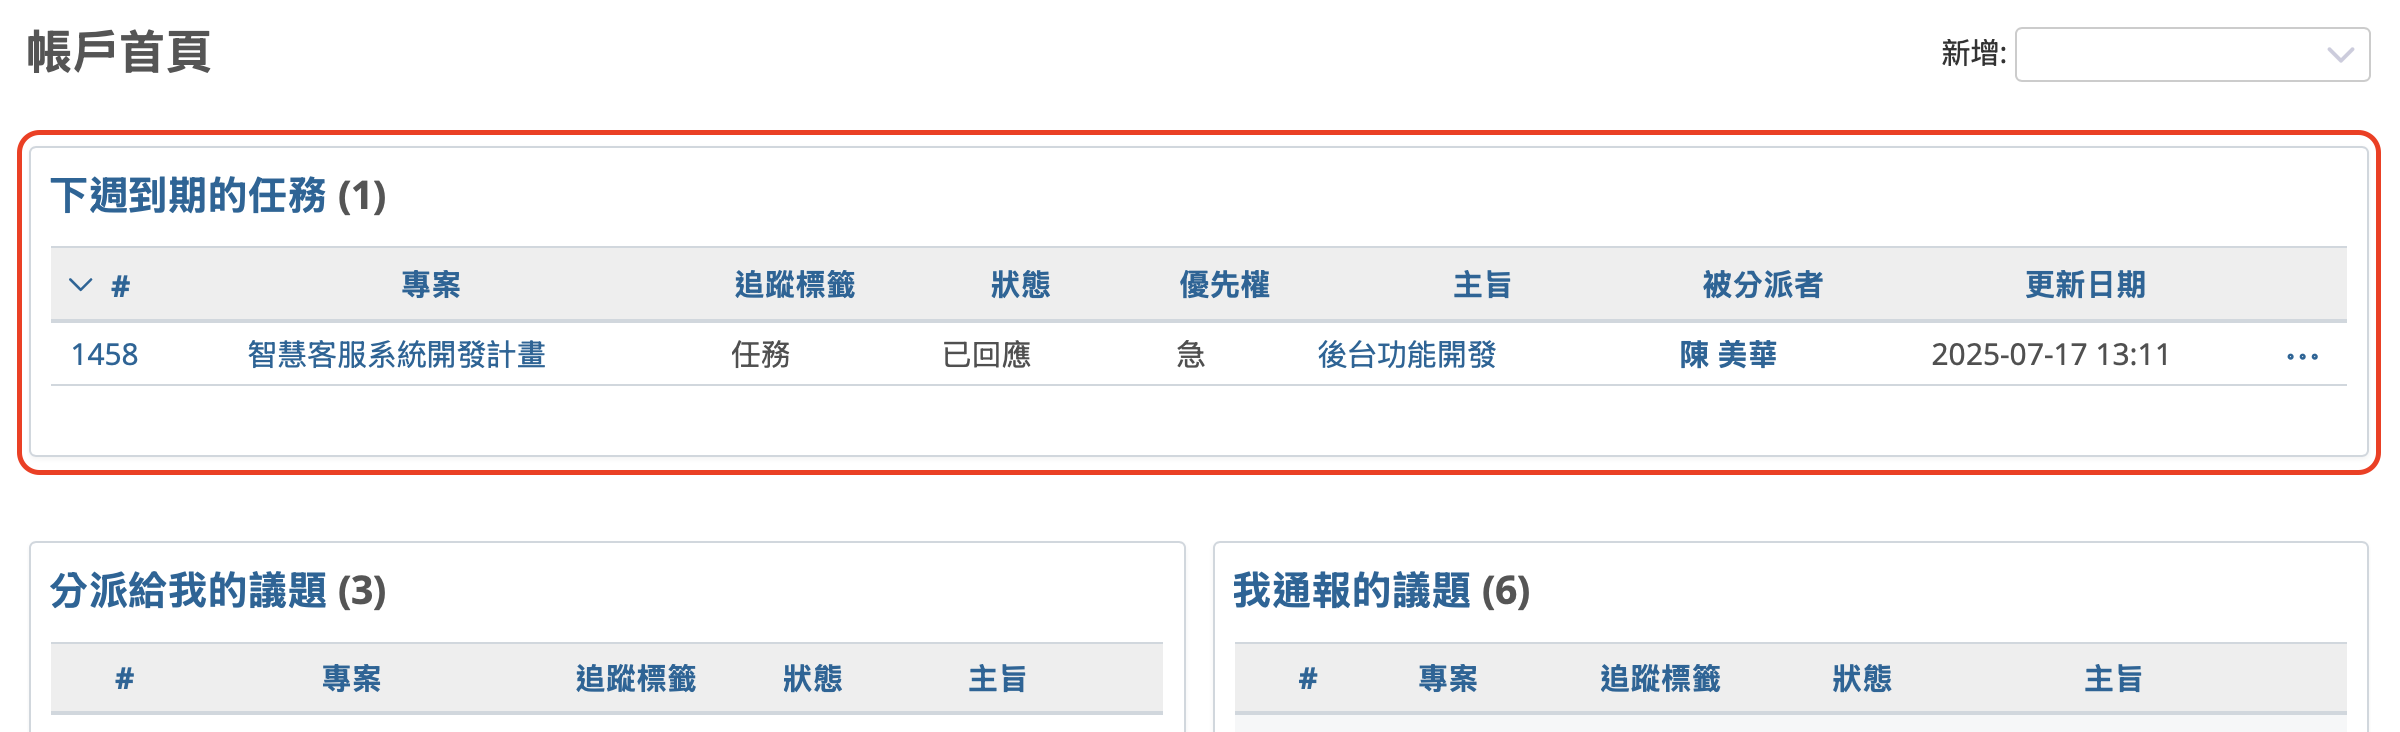 帳戶首頁
新增:
下週到期的任務 (1)
# 專案 追蹤標籤 狀態 優先權 主旨 被分派者 更新日期
1458 智慧客服系統開發計畫 任務 已回應 急 後台功能開發 陳 美華 2025-07-17 13:11 •••
分派給我的議題 (3)
# 專案 追蹤標籤 狀態 主旨
我通報的議題 (6)
# 專案 追蹤標籤 狀態 主旨